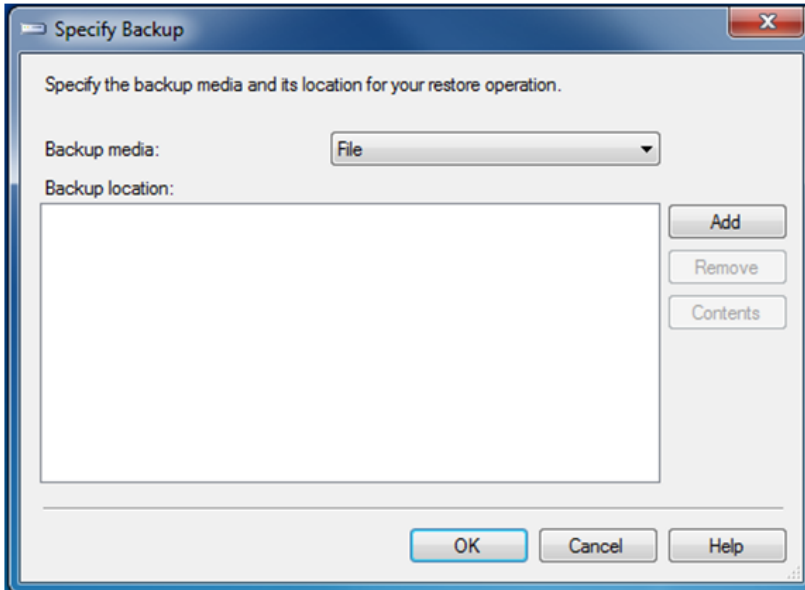 Specify Backup
Specify the backup media and its location for your restore operation.
Backup media:
File
Backup location:
Add
Remove
Contents
OK
Cancel
Help